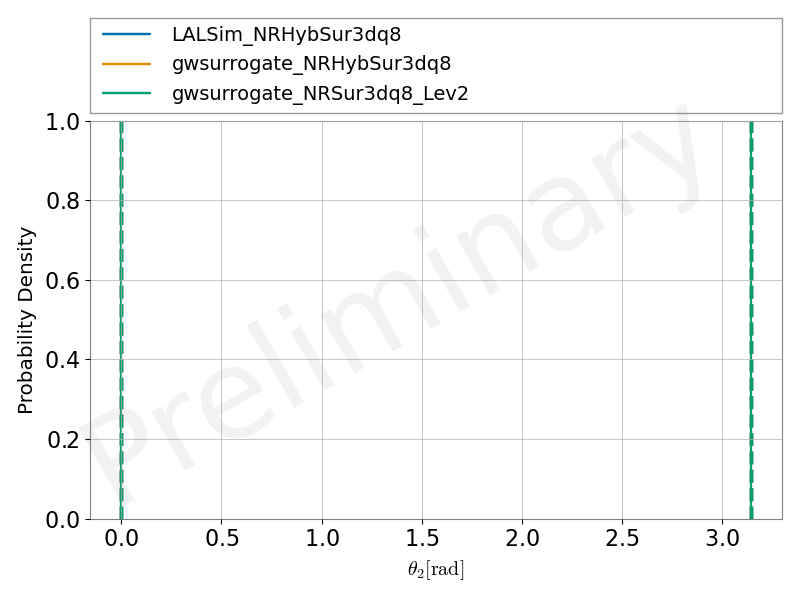 LALSim_NRHybSur3dq8
gwsurrogate_NRHybSur3dq8
gwsurrogate_NRSur3dq8_Lev2
1.0
0.8
0.6
0.4
0.2
0.0
Probability Density
Preliminary
0.0 0.5 1.0 1.5 2.0 2.5 3.0
θ₂[rad]